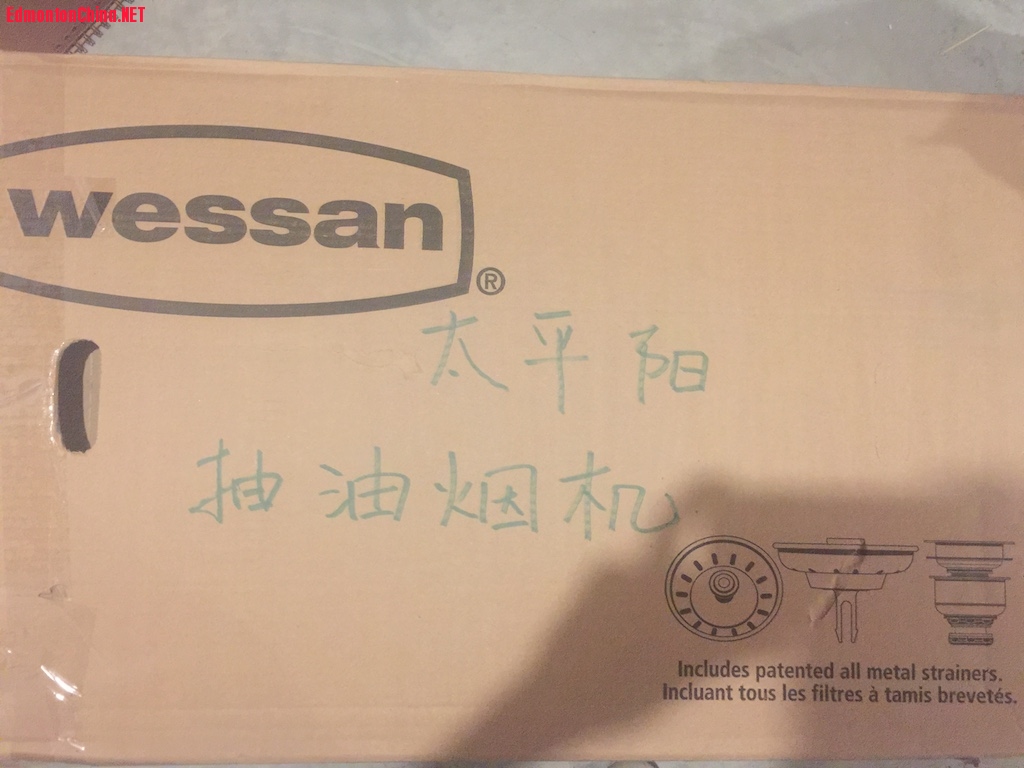 EdmontonChina.NET
wessan®
太平阳
抽油烟机
Includes patented all metal strainers.
Incluant tous les filtres à tamis brevetés.